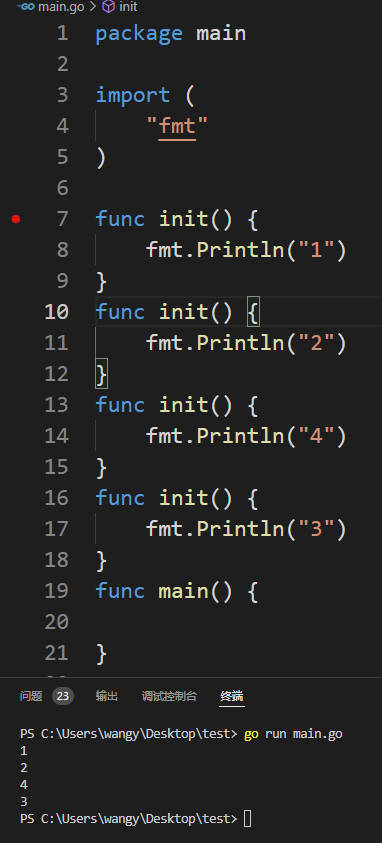 main.go > init
1 package main
2
3 import (
4 "fmt"
5 )
6
7 func init() {
8 fmt.Println("1")
9 }
10 func init() {
11 fmt.Println("2")
12 }
13 func init() {
14 fmt.Println("4")
15 }
16 func init() {
17 fmt.Println("3")
18 }
19 func main() {
20
21 }
问题 23 输出 调试控制台 终端
PS C:\Users\wangy\Desktop\test> go run main.go
1
2
4
3
PS C:\Users\wangy\Desktop\test>